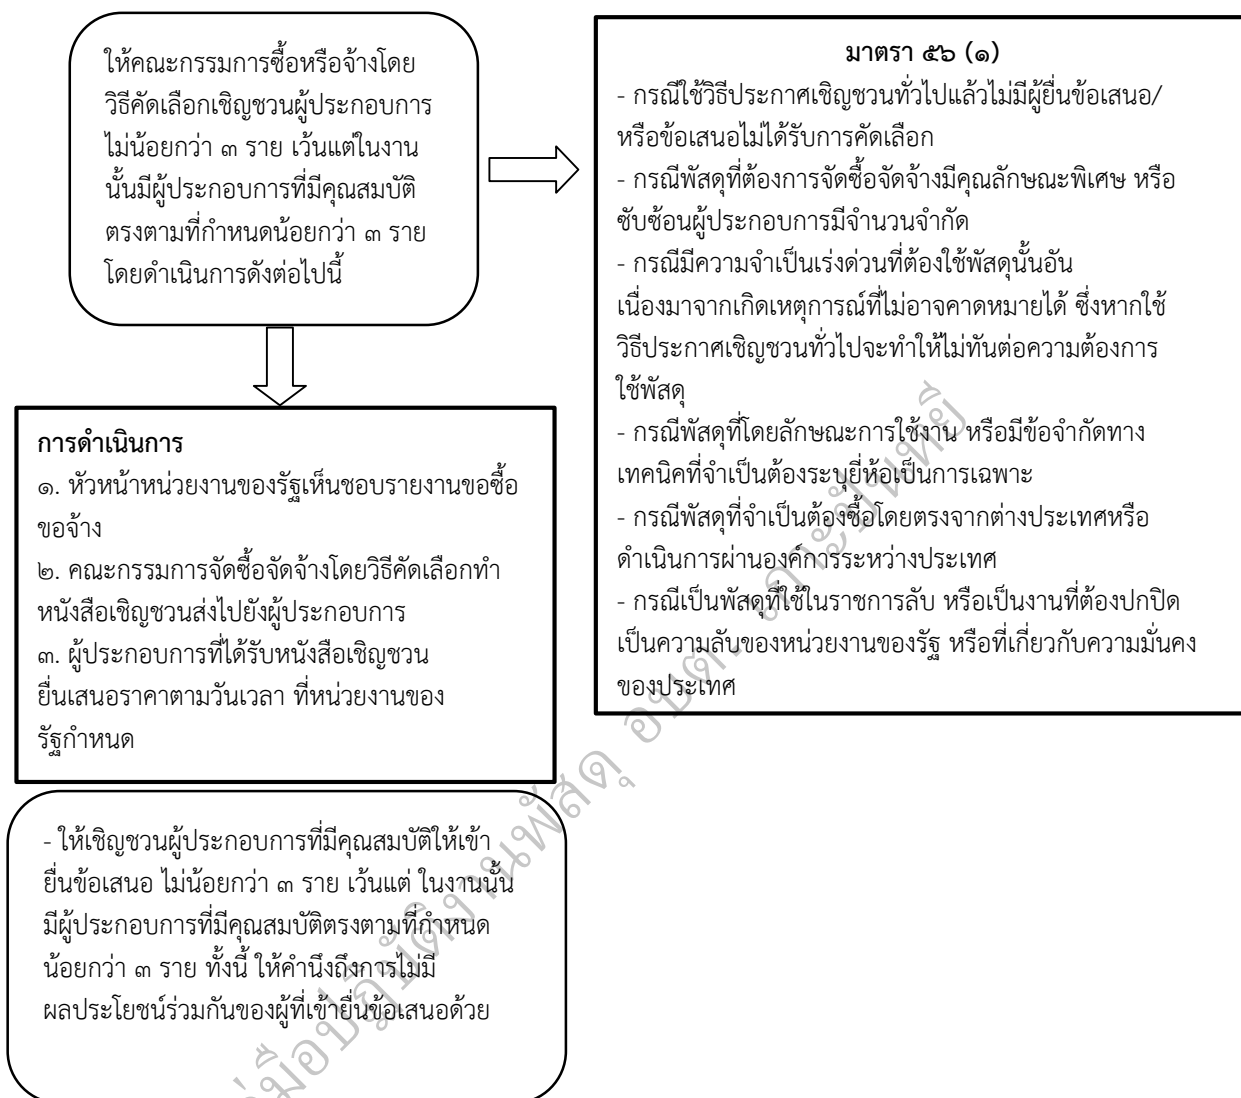 ให้คณะกรรมการซื้อหรือจ้างโดย
วิธีคัดเลือกเชิญชวนผู้ประกอบการ
ไม่น้อยกว่า ๓ ราย เว้นแต่ในงาน
นั้นมีผู้ประกอบการที่มีคุณสมบัติ
ตรงตามที่กำหนดน้อยกว่า ๓ ราย
โดยดำเนินการดังต่อไปนี้
มาตรา ๕๖ (๑)
- กรณีใช้วิธีประกาศเชิญชวนทั่วไปแล้วไม่มีผู้ยื่นข้อเสนอ/
หรือข้อเสนอไม่ได้รับการคัดเลือก
- กรณีพัสดุที่ต้องการจัดซื้อจัดจ้างมีคุณลักษณะพิเศษ หรือ
ซับซ้อนผู้ประกอบการมีจำนวนจำกัด
- กรณีมีความจำเป็นเร่งด่วนที่ต้องใช้พัสดุนั้นอัน
เนื่องมาจากเกิดเหตุการณ์ที่ไม่อาจคาดหมายได้ ซึ่งหากใช้
วิธีประกาศเชิญชวนทั่วไปจะทำให้ไม่ทันต่อความต้องการ
ใช้พัสดุ
- กรณีพัสดุที่โดยลักษณะการใช้งาน หรือมีข้อจำกัดทาง
เทคนิคที่จำเป็นต้องระบุยี่ห้อเป็นการเฉพาะ
- กรณีพัสดุที่จำเป็นต้องซื้อโดยตรงจากต่างประเทศหรือ
ดำเนินการผ่านองค์การระหว่างประเทศ
- กรณีเป็นพัสดุที่ใช้ในราชการลับ หรือเป็นงานที่ต้องปกปิด
เป็นความลับของหน่วยงานของรัฐ หรือที่เกี่ยวกับความมั่นคง
ของประเทศ
การดำเนินการ
๑. หัวหน้าหน่วยงานของรัฐเห็นชอบรายงานขอซื้อ
ขอจ้าง
๒. คณะกรรมการจัดซื้อจัดจ้างโดยวิธีคัดเลือกทำ
หนังสือเชิญชวนส่งไปยังผู้ประกอบการ
๓. ผู้ประกอบการที่ได้รับหนังสือเชิญชวน
ยื่นเสนอราคาตามวันเวลา ที่หน่วยงานของ
รัฐกำหนด
- ให้เชิญชวนผู้ประกอบการที่มีคุณสมบัติให้เข้า
ยื่นข้อเสนอ ไม่น้อยกว่า ๓ ราย เว้นแต่ ในงานนั้น
มีผู้ประกอบการที่มีคุณสมบัติตรงตามที่กำหนด
น้อยกว่า ๓ ราย ทั้งนี้ ให้คำนึงถึงการไม่มี
ผลประโยชน์ร่วมกันของผู้ที่เข้ายื่นข้อเสนอด้วย
คู่มือปฏิบัติงานพัสดุ อบต. เกาะปันหยี